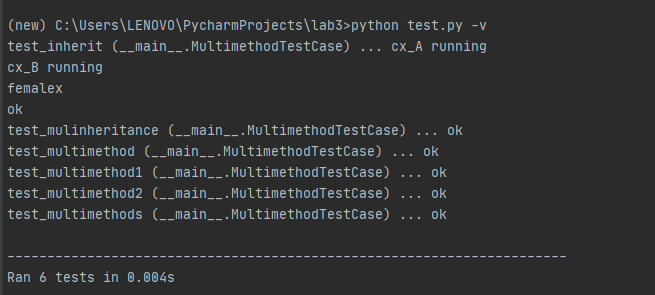 (new) C:\Users\LENOVO\PycharmProjects\lab3>python test.py -v
test_inherit (__main__.MultimethodTestCase) ... cx_A running
cx_B running
femalex
ok
test_mulinheritance (__main__.MultimethodTestCase) ... ok
test_multimethod (__main__.MultimethodTestCase) ... ok
test_multimethod1 (__main__.MultimethodTestCase) ... ok
test_multimethod2 (__main__.MultimethodTestCase) ... ok
test_multimethods (__main__.MultimethodTestCase) ... ok
----------------------------------------------------------------------
Ran 6 tests in 0.004s